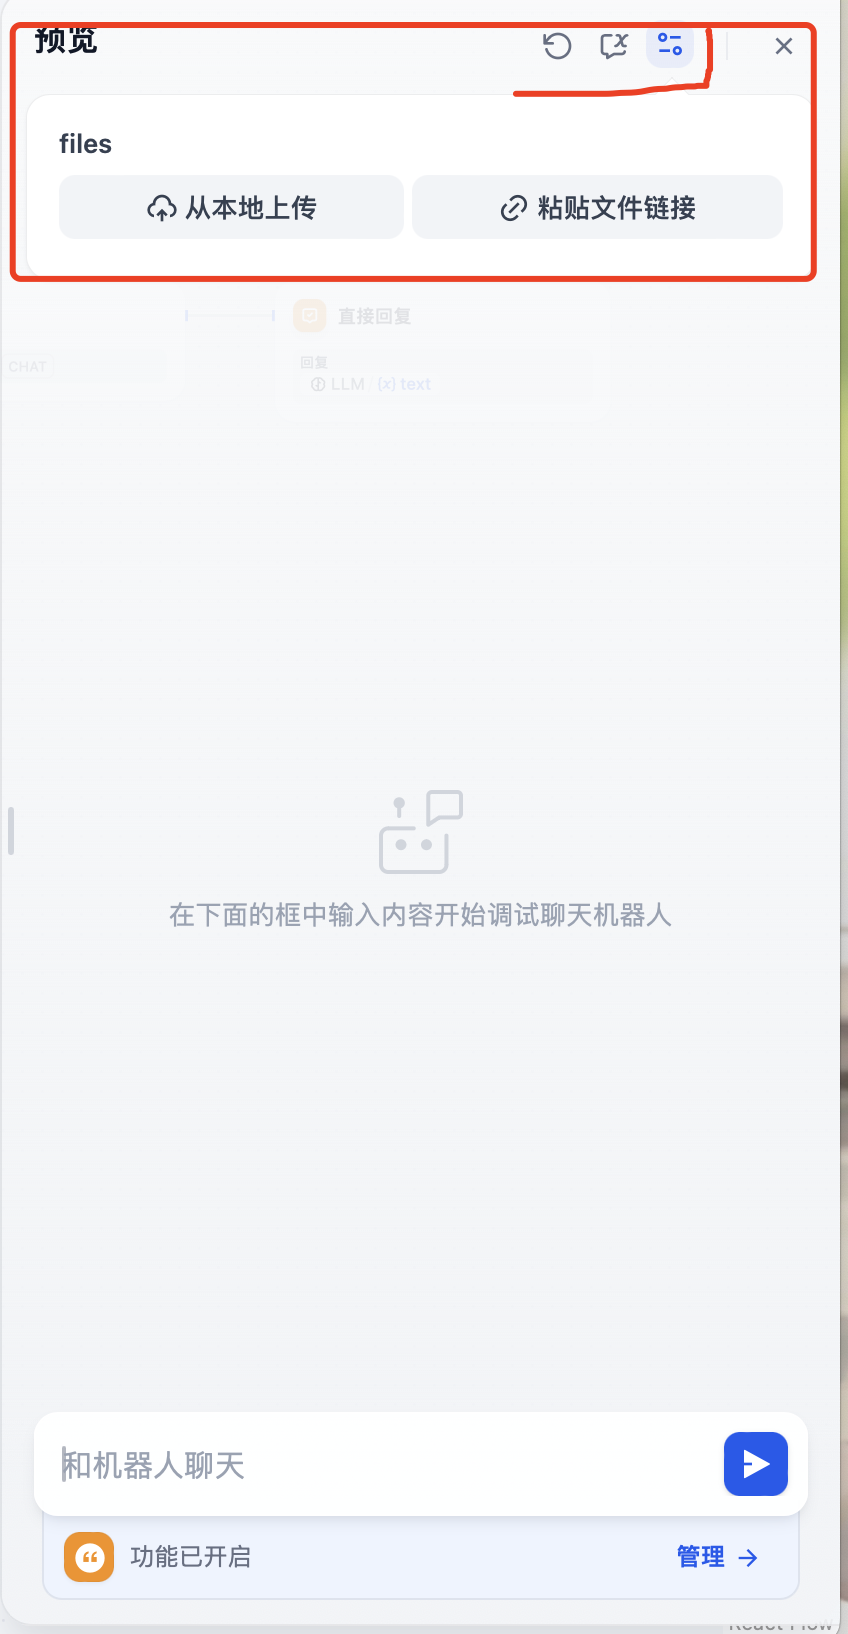 预览
files
从本地上传
粘贴文件链接
直接回复
CHAT
回复
LLM (x) text
在下面的框中输入内容开始调试聊天机器人
和机器人聊天
功能已开启
管理
React Flow